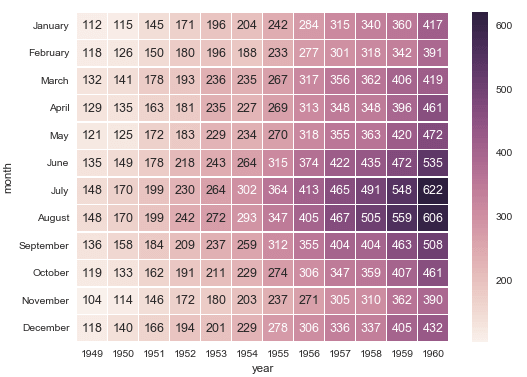 January 112 115 145 171 196 204 242 284 315 340 360 417
February 118 126 150 180 196 188 233 277 301 318 342 391
March 132 141 178 193 236 235 267 317 356 362 406 419
April 129 135 163 181 235 227 269 313 348 348 396 461
May 121 125 172 183 229 234 270 318 355 363 420 472
June 135 149 178 218 243 264 315 374 422 435 472 535
July 148 170 199 230 264 302 364 413 465 491 548 622
August 148 170 199 242 272 293 347 405 467 505 559 606
September 136 158 184 209 237 259 312 355 404 404 463 508
October 119 133 162 191 211 229 274 306 347 359 407 461
November 104 114 146 172 180 203 237 271 305 310 362 390
December 118 140 166 194 201 229 278 306 336 337 405 432
1949 1950 1951 1952 1953 1954 1955 1956 1957 1958 1959 1960
year
month
600
500
400
300
200